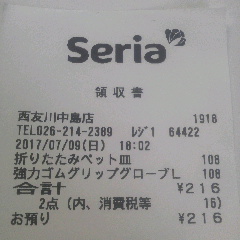 Seria
領収書
西友川中島店 1918
TEL026-214-2389 ﾚｼﾞ1 64422
2017/07/09(日) 18:02
折りたたみペット皿 108
強力ゴムグリップグローブL 108
合計 ¥216
2点(内、消費税等 16)
お預り ¥216